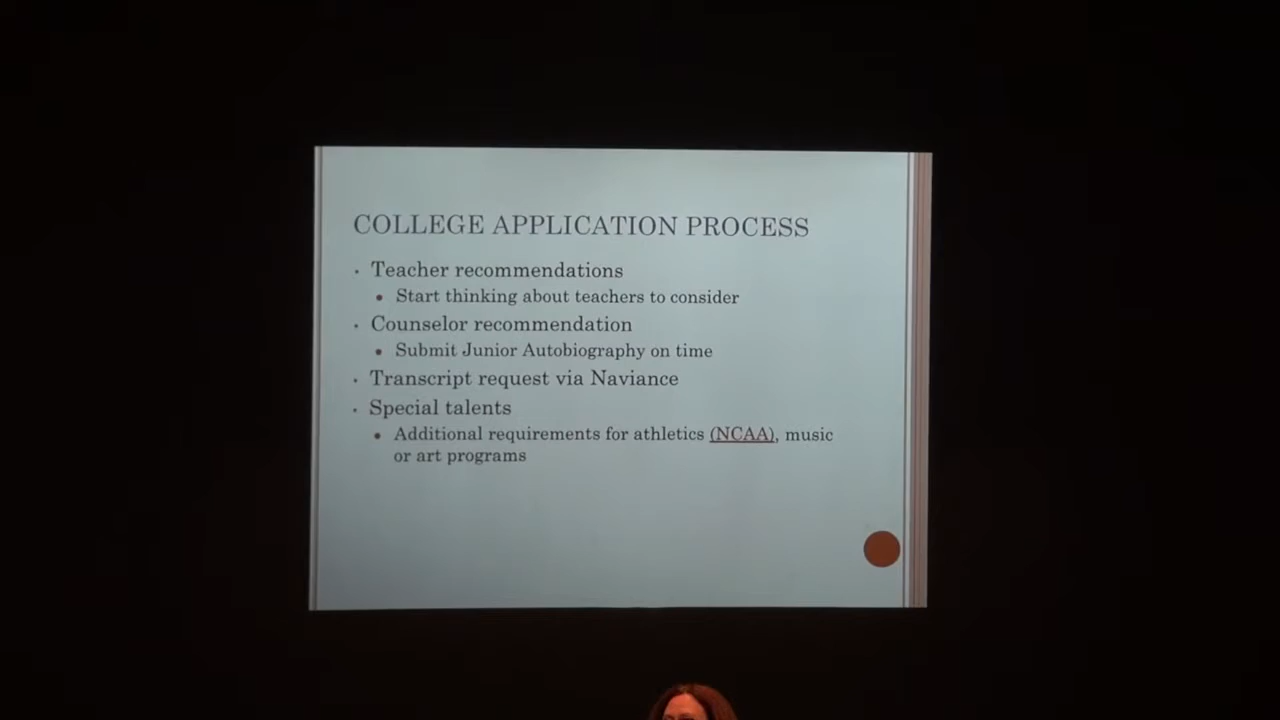 COLLEGE APPLICATION PROCESS
• Teacher recommendations
• Start thinking about teachers to consider
• Counselor recommendation
• Submit Junior Autobiography on time
• Transcript request via Naviance
• Special talents
• Additional requirements for athletics (NCAA), music
or art programs